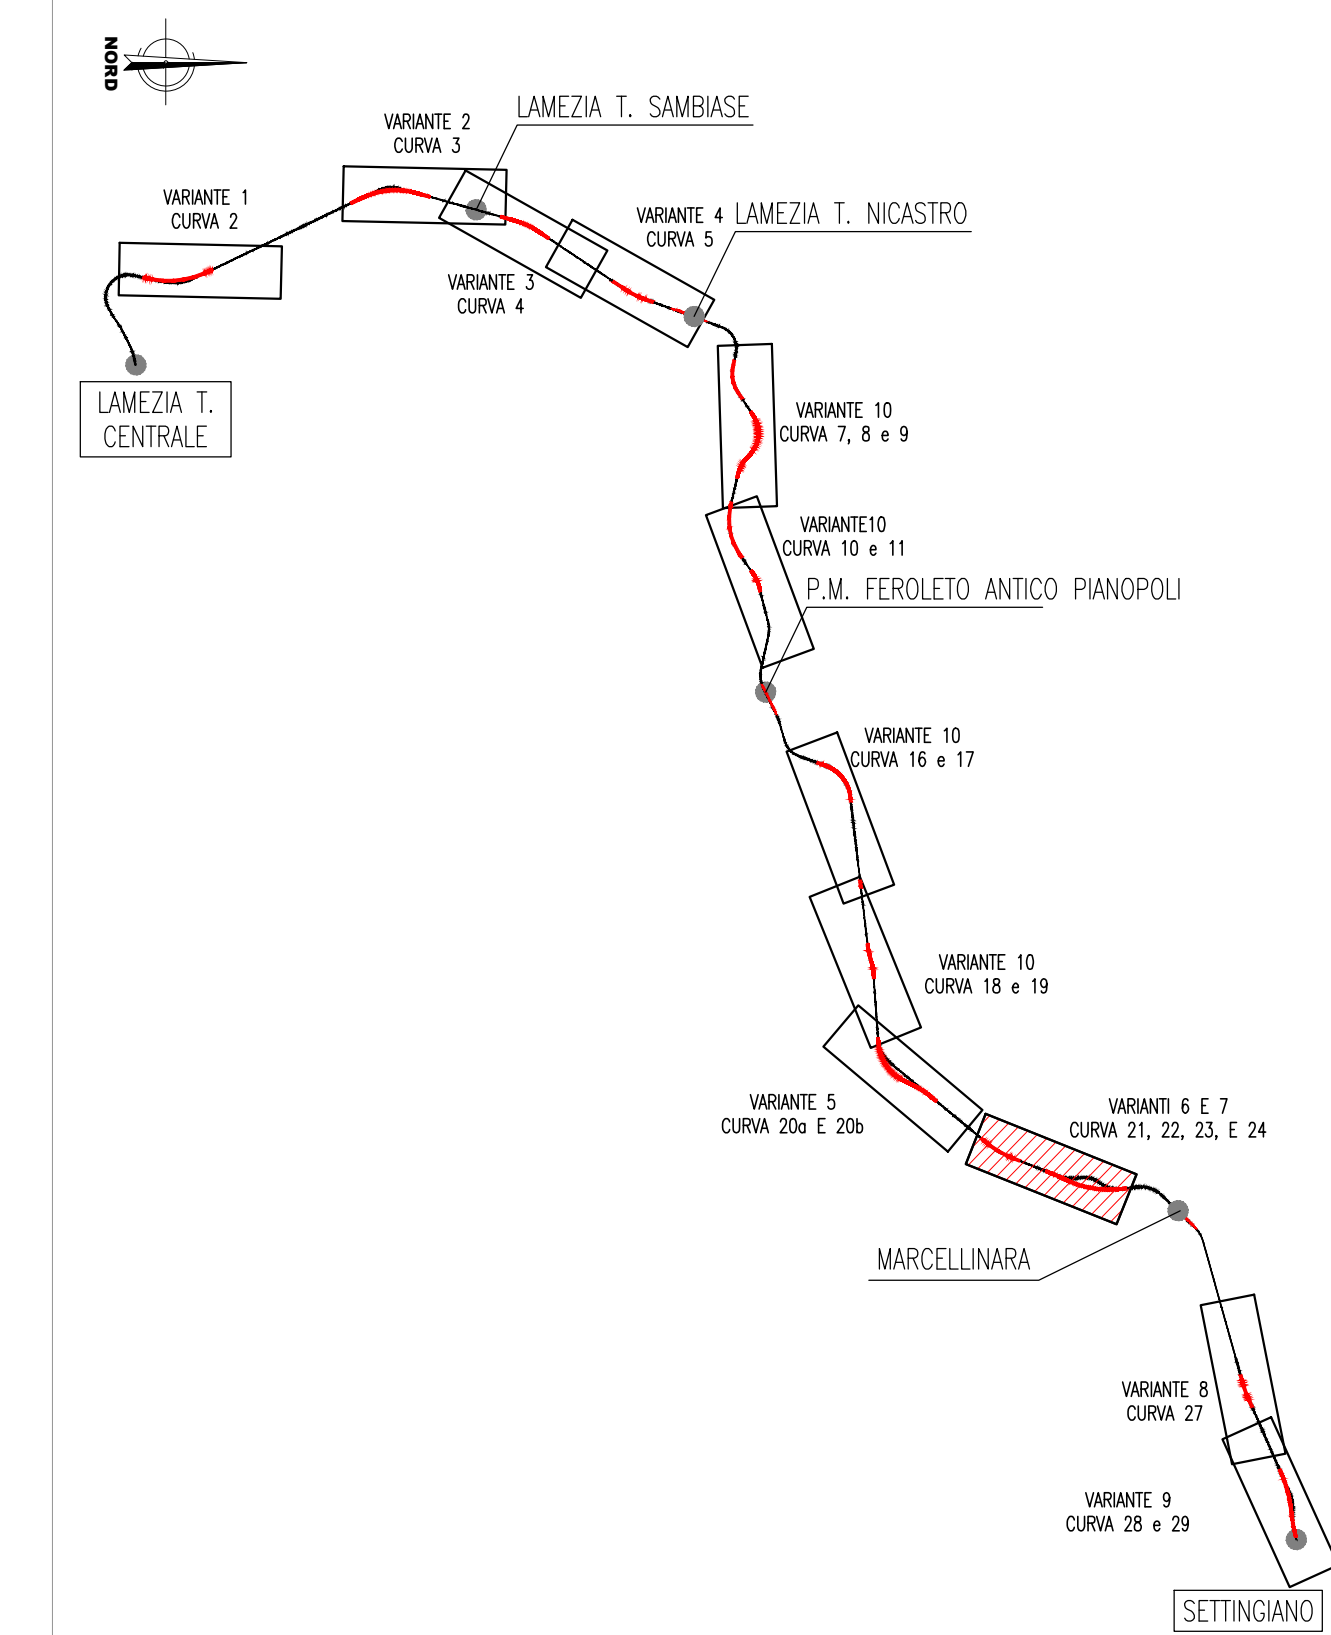 NORD
LAMEZIA T. SAMBIASE
VARIANTE 2
CURVA 3
VARIANTE 1
CURVA 2
VARIANTE 4
CURVA 5
LAMEZIA T. NICASTRO
VARIANTE 3
CURVA 4
LAMEZIA T.
CENTRALE
VARIANTE 10
CURVA 7, 8 e 9
VARIANTE10
CURVA 10 e 11
P.M. FEROLETO ANTICO PIANOPOLI
VARIANTE 10
CURVA 16 e 17
VARIANTE 10
CURVA 18 e 19
VARIANTE 5
CURVA 20a E 20b
VARIANTI 6 E 7
CURVA 21, 22, 23, E 24
MARCELLINARA
VARIANTE 8
CURVA 27
VARIANTE 9
CURVA 28 e 29
SETTINGIANO